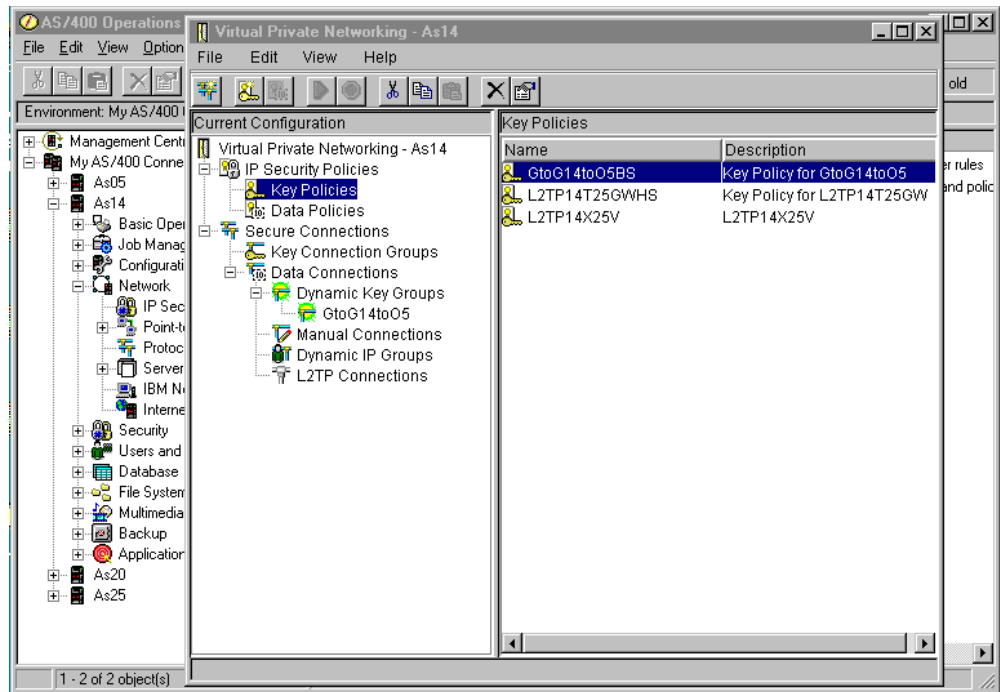 AS/400 Operations
File Edit View Option
Environment: My AS/400
Management Cent
My AS/400 Conne
As05
As14
Basic Oper
Job Manag
Configurati
Network
IP Sec
Point-t
Protoc
Server
IBM N
Interne
Security
Users and
Database
File System
Multimedia
Backup
Application
As20
As25
1 - 2 of 2 object(s)
Virtual Private Networking - As14
File Edit View Help
Current Configuration
Virtual Private Networking - As14
IP Security Policies
Key Policies
Data Policies
Secure Connections
Key Connection Groups
Data Connections
Dynamic Key Groups
GtoG14toO5
Manual Connections
Dynamic IP Groups
L2TP Connections
Key Policies
Name Description
GtoG14toO5BS Key Policy for GtoG14toO5
L2TP14T25GWHS Key Policy for L2TP14T25GW
L2TP14X25V L2TP14X25V
old
er rules
and polic